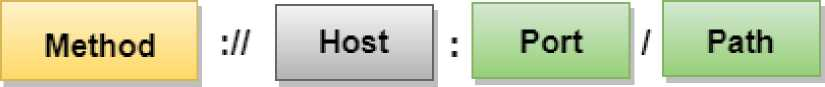 Method :// Host : Port / Path